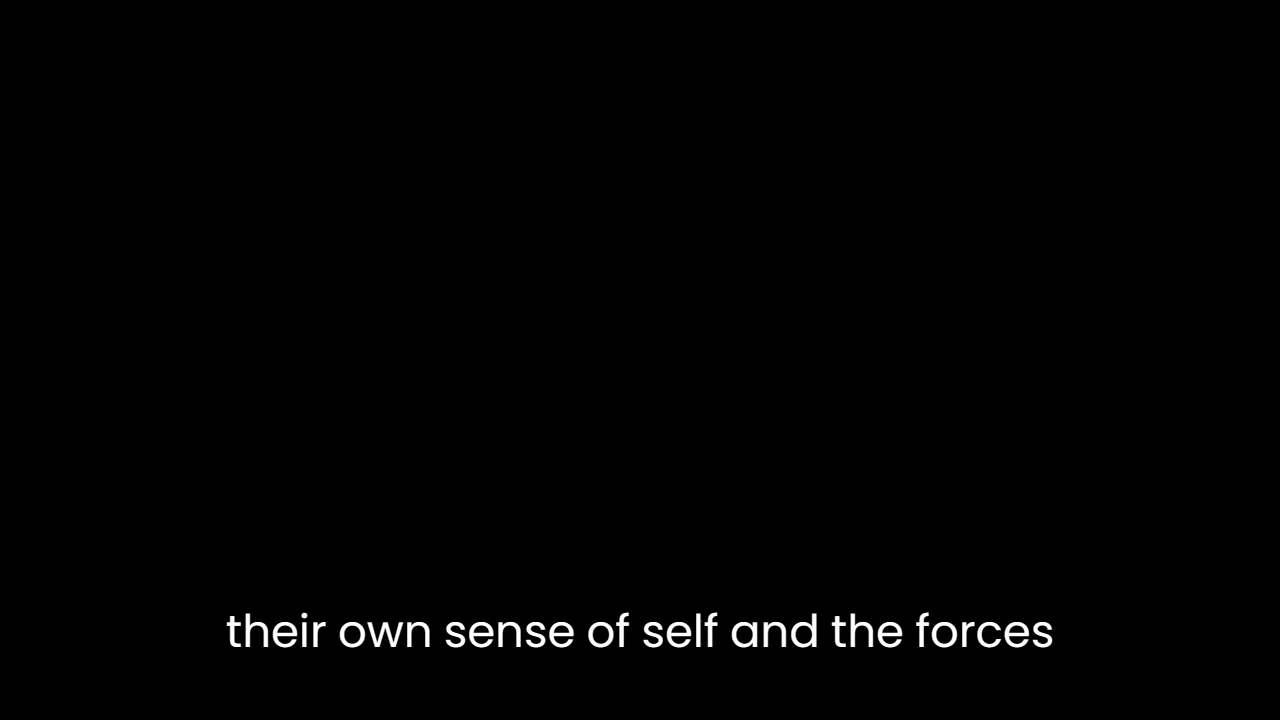 their own sense of self and the forces